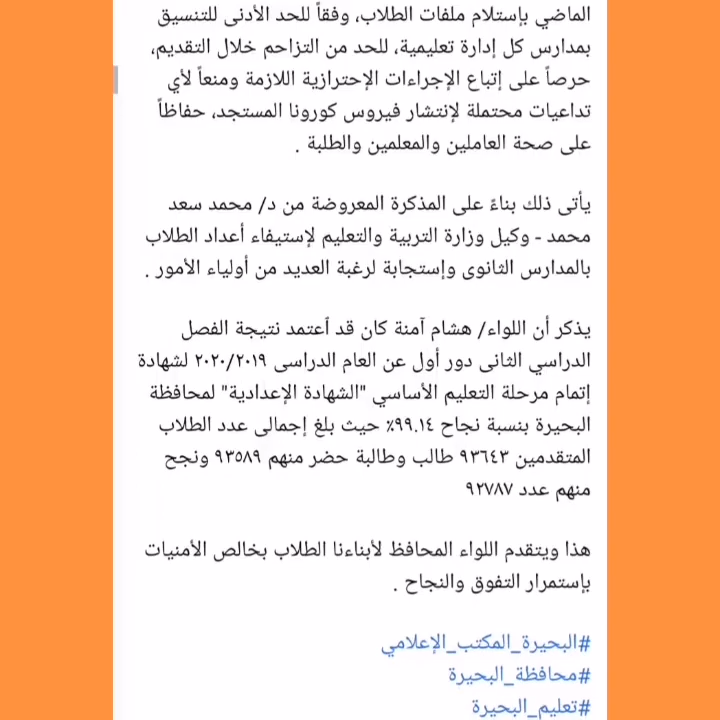 الماضي بإستلام ملفات الطلاب، وفقاً للحد الأدنى للتنسيق
بمدارس كل إدارة تعليمية، للحد من التزاحم خلال التقديم،
حرصاً على إتباع الإجراءات الإحترازية اللازمة ومنعاً لأي
تداعيات محتملة لإنتشار فيروس كورونا المستجد، حفاظاً
على صحة العاملين والمعلمين والطلبة .
يأتى ذلك بناءً على المذكرة المعروضة من د/ محمد سعد
محمد - وكيل وزارة التربية والتعليم لإستيفاء أعداد الطلاب
بالمدارس الثانوى وإستجابة لرغبة العديد من أولياء الأمور .
يذكر أن اللواء/ هشام آمنة كان قد آعتمد نتيجة الفصل
الدراسي الثانى دور أول عن العام الدراسى ٢٠٢٠/٢٠١٩ لشهادة
إتمام مرحلة التعليم الأساسي "الشهادة الإعدادية" لمحافظة
البحيرة بنسبة نجاح ٩٩.١٤٪ حيث بلغ إجمالى عدد الطلاب
المتقدمين ٩٣٦٤٣ طالب وطالبة حضر منهم ٩٣٥٨٩ ونجح
منهم عدد ٩٢٧٨٧
هذا ويتقدم اللواء المحافظ لأبناءنا الطلاب بخالص الأمنيات
بإستمرار التفوق والنجاح .
#البحيرة_المكتب_الإعلامي
#محافظة_البحيرة
#تعليم_البحيرة